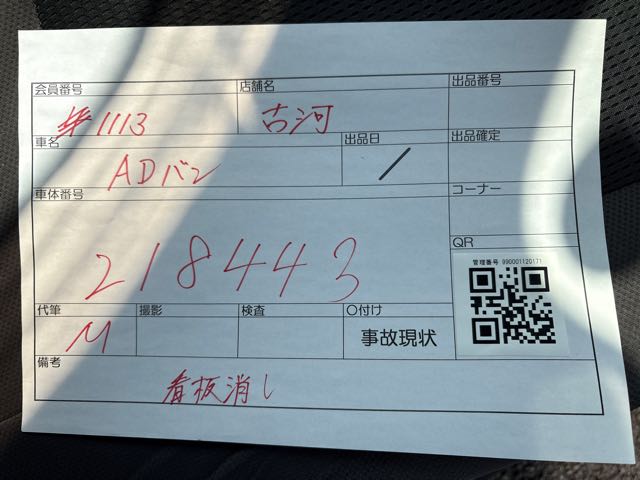 会員番号 店舗名 出品番号
#1113 古河
車名 出品日 出品確定
ADバン /
車体番号 コーナー
218443
QR
管理番号 990001120171
代筆 撮影 検査 〇付け
M 事故現状
備考
看板消し